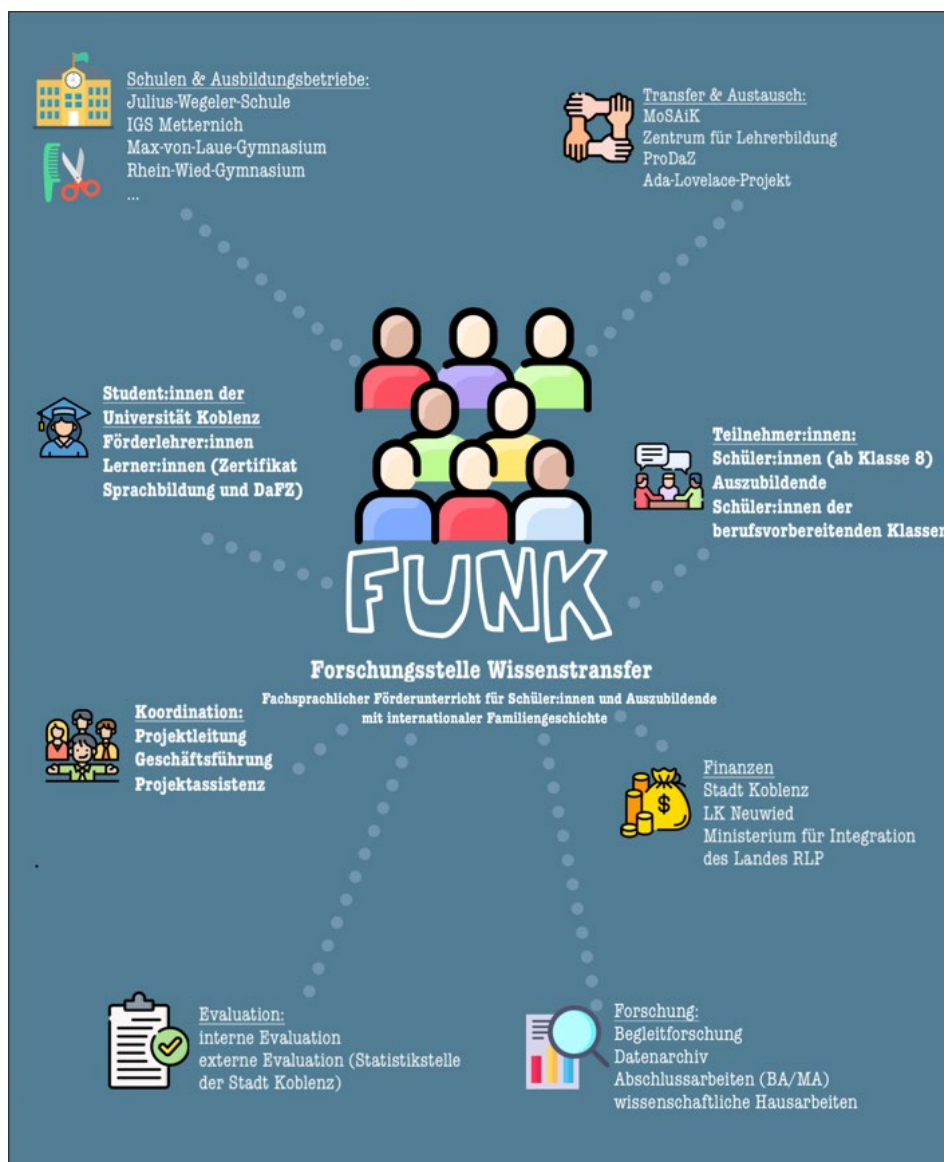 Schulen & Ausbildungsbetriebe:
Julius-Wegeler-Schule
IGS Metternich
Max-von-Laue-Gymnasium
Rhein-Wied-Gymnasium
...
Transfer & Austausch:
MoSAiK
Zentrum für Lehrerbildung
ProDaZ
Ada-Lovelace-Projekt
Student:innen der
Universität Koblenz
Förderlehrer:innen
Lerner:innen (Zertifikat
Sprachbildung und DaFZ)
Teilnehmer:innen:
Schüler:innen (ab Klasse 8)
Auszubildende
Schüler:innen der
berufsvorbereitenden Klassen
FUNK
Forschungsstelle Wissenstransfer
Fachsprachlicher Förderunterricht für Schüler:innen und Auszubildende
mit internationaler Familiengeschichte
Koordination:
Projektleitung
Geschäftsführung
Projektassistenz
$
Finanzen
Stadt Koblenz
LK Neuwied
Ministerium für Integration
des Landes RLP
Evaluation:
interne Evaluation
externe Evaluation (Statistikstelle
der Stadt Koblenz)
Forschung:
Begleitforschung
Datenarchiv
Abschlussarbeiten (BA/MA)
wissenschaftliche Hausarbeiten